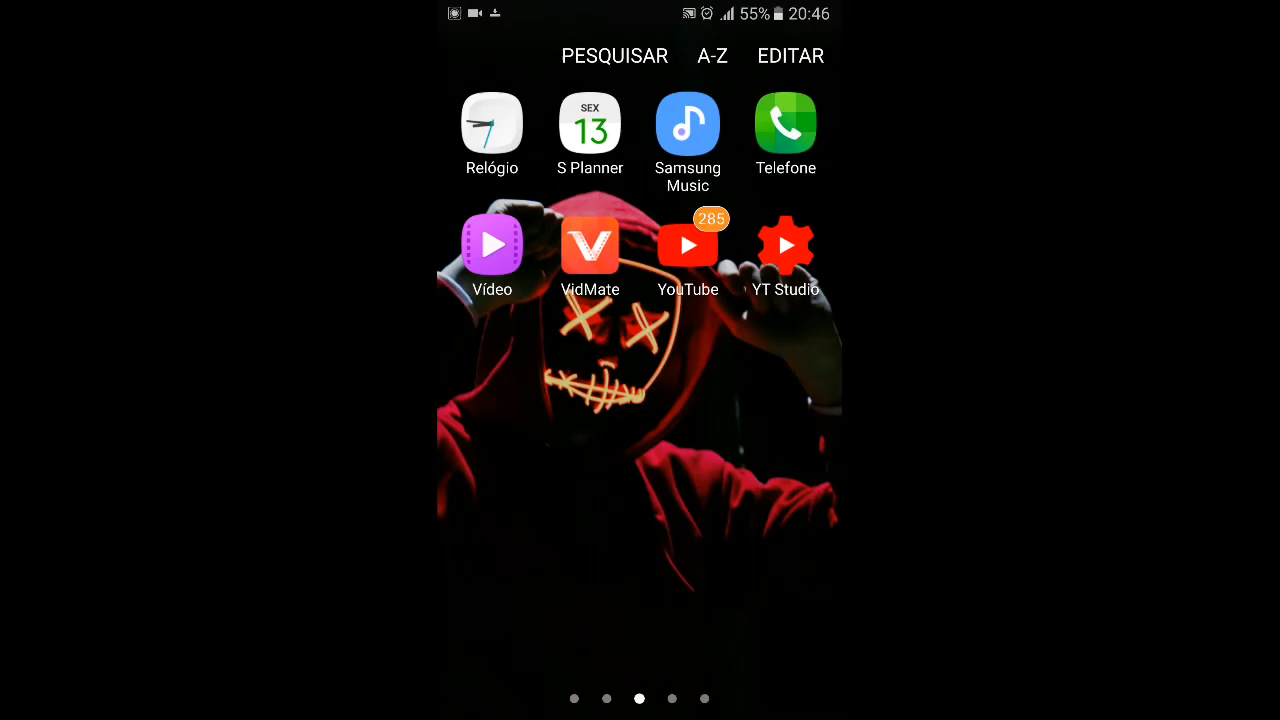 55% 20:46
PESQUISAR A-Z EDITAR
SEX
13
Relógio S Planner Samsung Music Telefone
285
Vídeo VidMate YouTube YT Studio